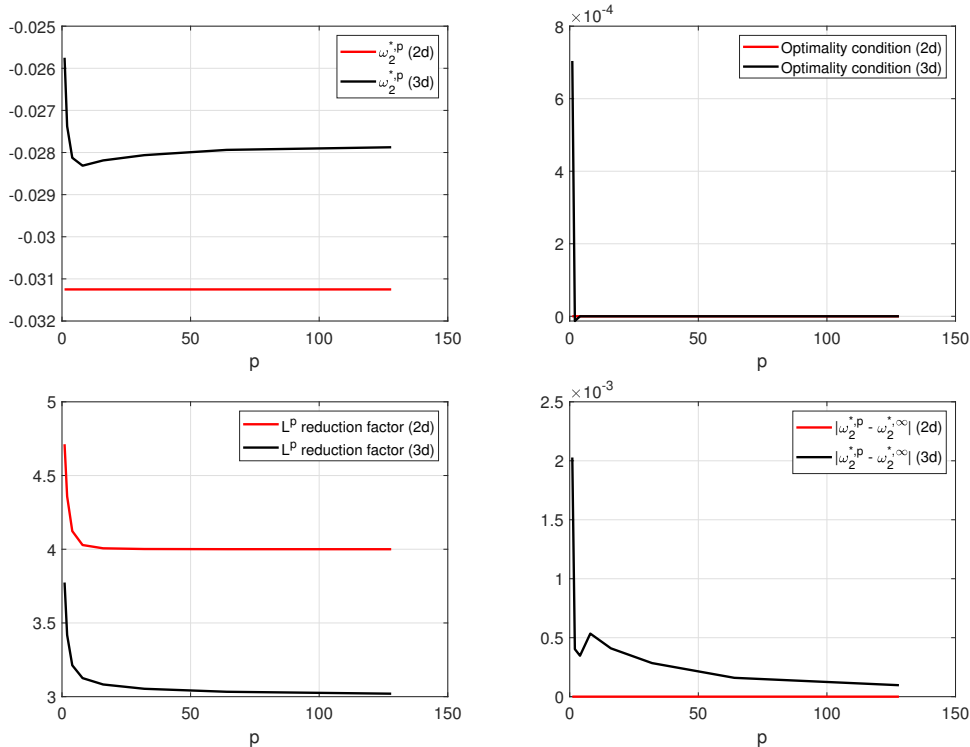 -0.025
-0.026
-0.027
-0.028
-0.029
-0.03
-0.031
-0.032
0 50 100 150
p
ω₂*,p (2d)
ω₂*,p (3d)
×10⁻⁴
8
6
4
2
0
0 50 100 150
p
Optimality condition (2d)
Optimality condition (3d)
5
4.5
4
3.5
3
0 50 100 150
p
Lᵖ reduction factor (2d)
Lᵖ reduction factor (3d)
×10⁻³
2.5
2
1.5
1
0.5
0
0 50 100 150
p
|ω₂*,p - ω₂*,∞| (2d)
|ω₂*,p - ω₂*,∞| (3d)